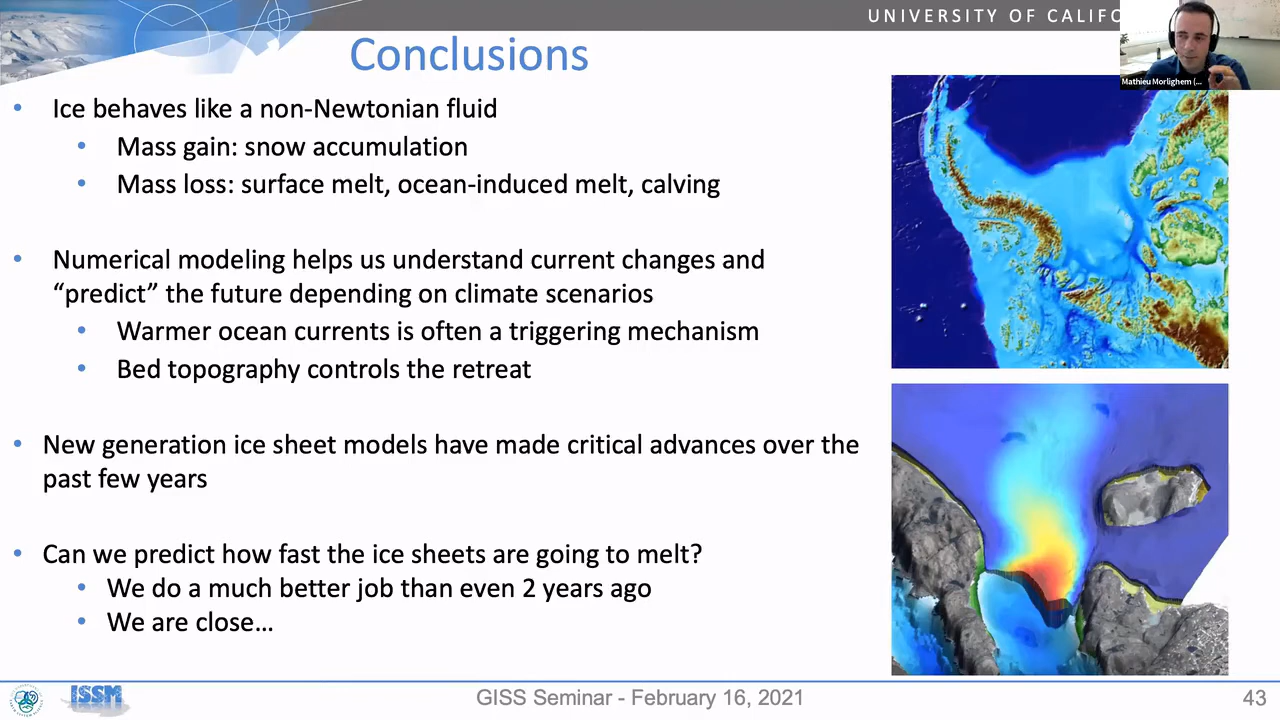 UNIVERSITY OF CALIFO
Mathieu Morlighem (...
Conclusions
• Ice behaves like a non-Newtonian fluid
• Mass gain: snow accumulation
• Mass loss: surface melt, ocean-induced melt, calving
• Numerical modeling helps us understand current changes and
“predict” the future depending on climate scenarios
• Warmer ocean currents is often a triggering mechanism
• Bed topography controls the retreat
• New generation ice sheet models have made critical advances over the
past few years
• Can we predict how fast the ice sheets are going to melt?
• We do a much better job than even 2 years ago
• We are close…
ISSM
GISS Seminar - February 16, 2021
43